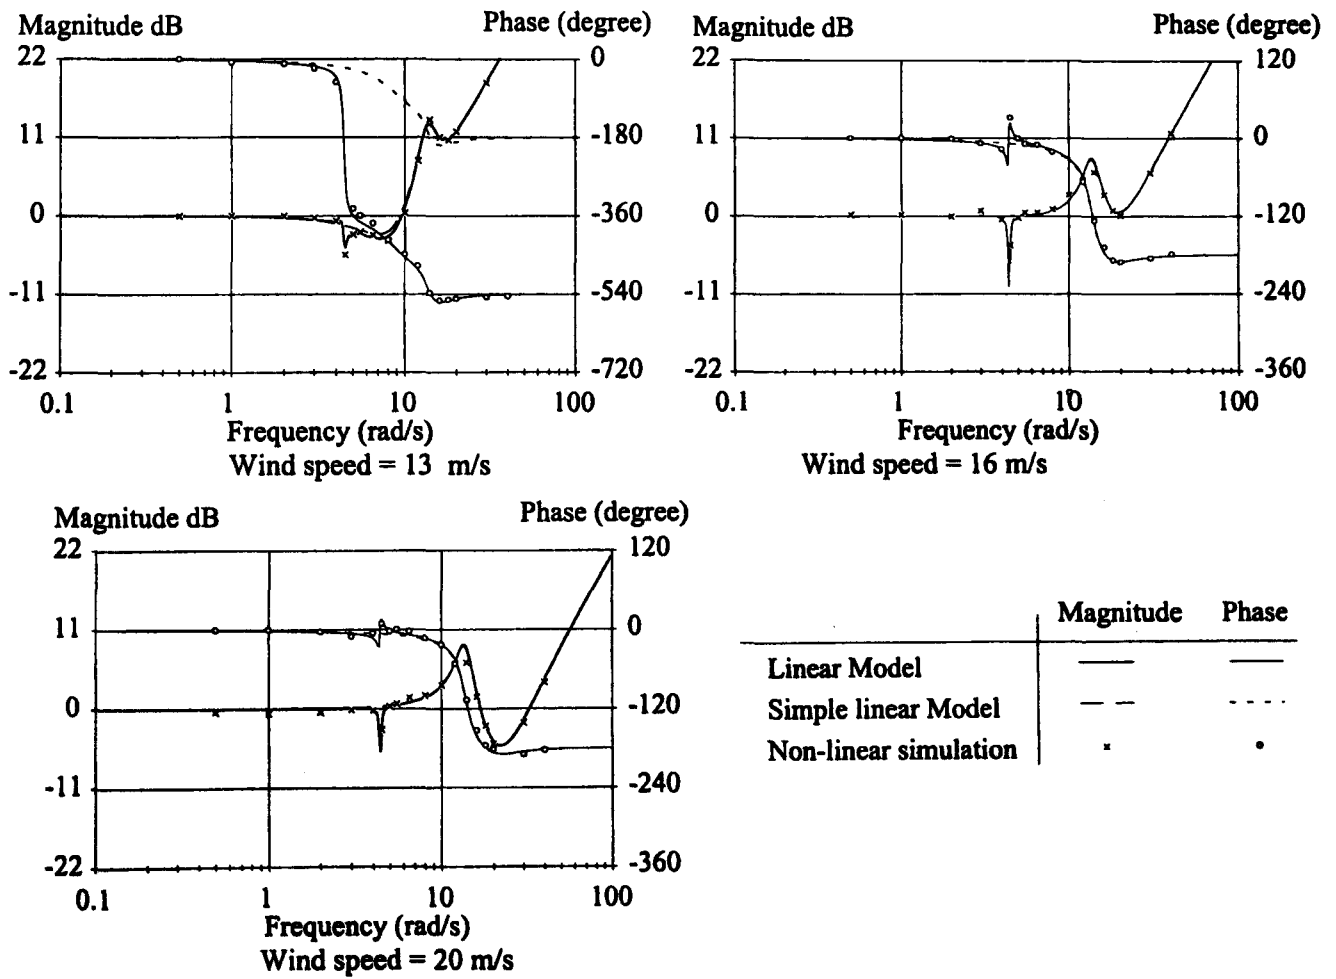 Magnitude dB Phase (degree)
22 0
11 -180
0 -360
-11 -540
-22 -720
0.1 1 10 100
Frequency (rad/s)
Wind speed = 13 m/s
Magnitude dB Phase (degree)
22 120
11 0
0 -120
-11 -240
-22 -360
0.1 1 10 100
Frequency (rad/s)
Wind speed = 16 m/s
Magnitude dB Phase (degree)
22 120
11 0
0 -120
-11 -240
-22 -360
0.1 1 10 100
Frequency (rad/s)
Wind speed = 20 m/s
Magnitude Phase
Linear Model
Simple linear Model
Non-linear simulation